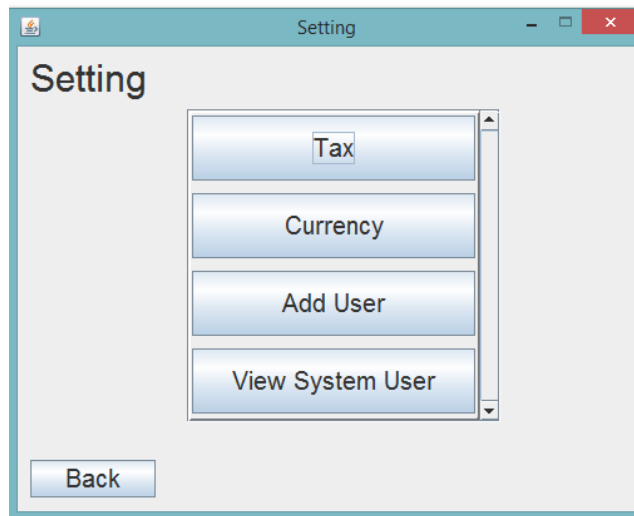 Setting
Setting
Tax
Currency
Add User
View System User
Back